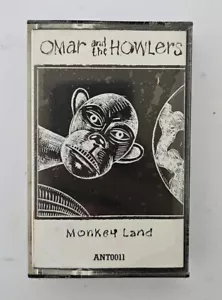 OMAR and the HOWLERS
Monkey Land
ANT0011